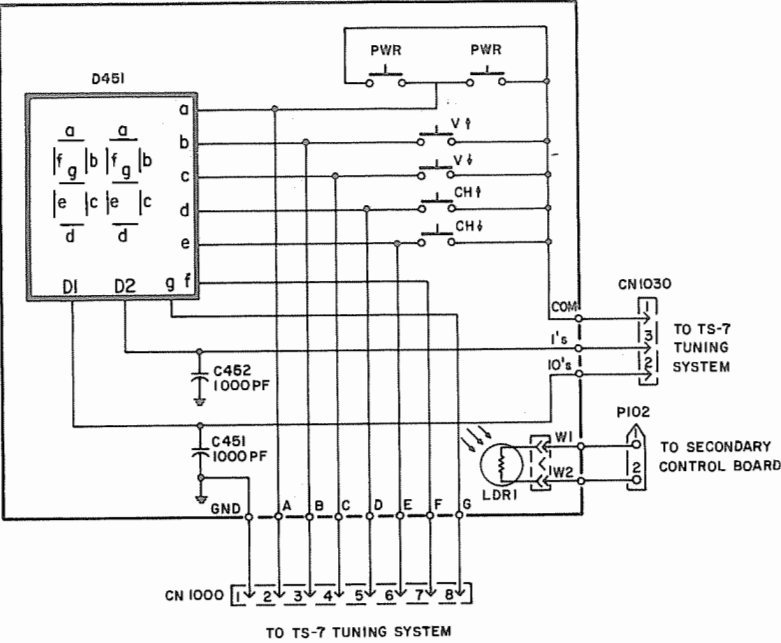 PWR PWR
D451
a
a a
b V↑
f g b f g b
c V↓
e c e c
d CH↑
d d
e CH↓
D1 D2 g f
CN1030
COM 1
1's 3 TO TS-7
TUNING
10's 2 SYSTEM
C452
1000PF
P102
C451
1000PF
W1 1 TO SECONDARY
W2 2 CONTROL BOARD
LDR1
GND A B C D E F G
CN 1000 1 2 3 4 5 6 7 8
TO TS-7 TUNING SYSTEM